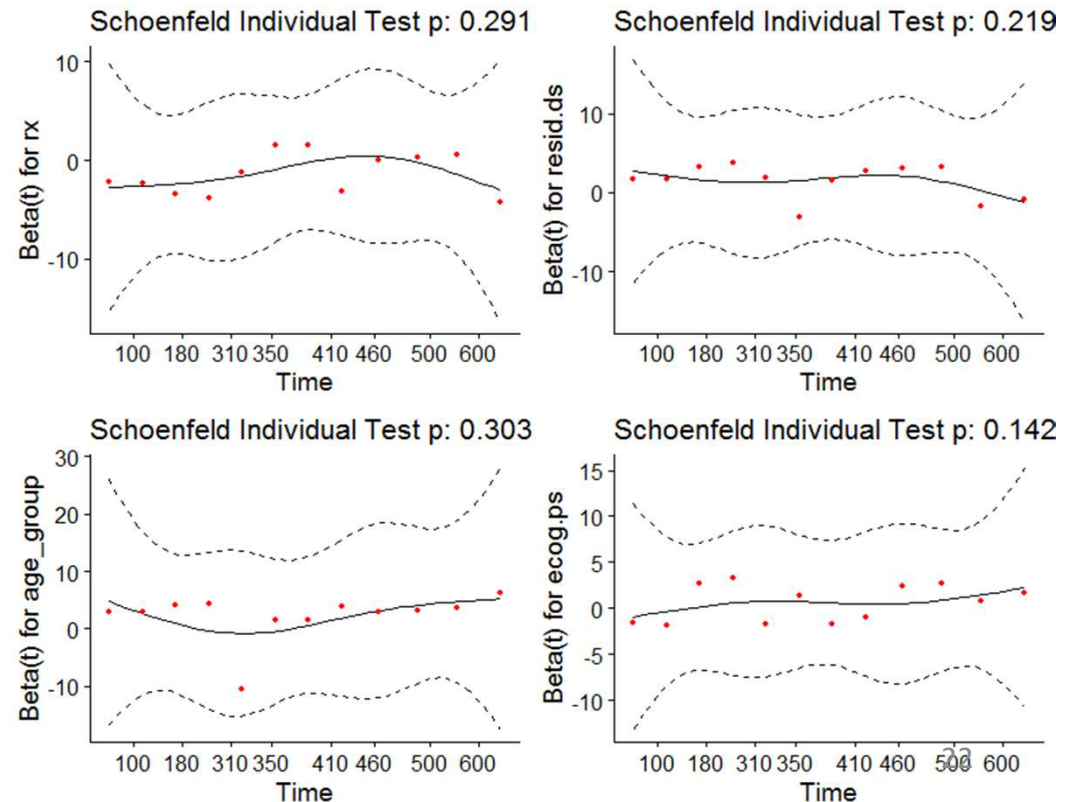 Schoenfeld Individual Test p: 0.291
10
0
-10
Beta(t) for rx
100 180 310 350 410 460 500 600
Time
Schoenfeld Individual Test p: 0.219
10
0
-10
Beta(t) for resid.ds
100 180 310 350 410 460 500 600
Time
Schoenfeld Individual Test p: 0.303
30
20
10
0
-10
Beta(t) for age_group
100 180 310 350 410 460 500 600
Time
Schoenfeld Individual Test p: 0.142
15
10
5
0
-5
-10
Beta(t) for ecog.ps
100 180 310 350 410 460 500 600
22
Time